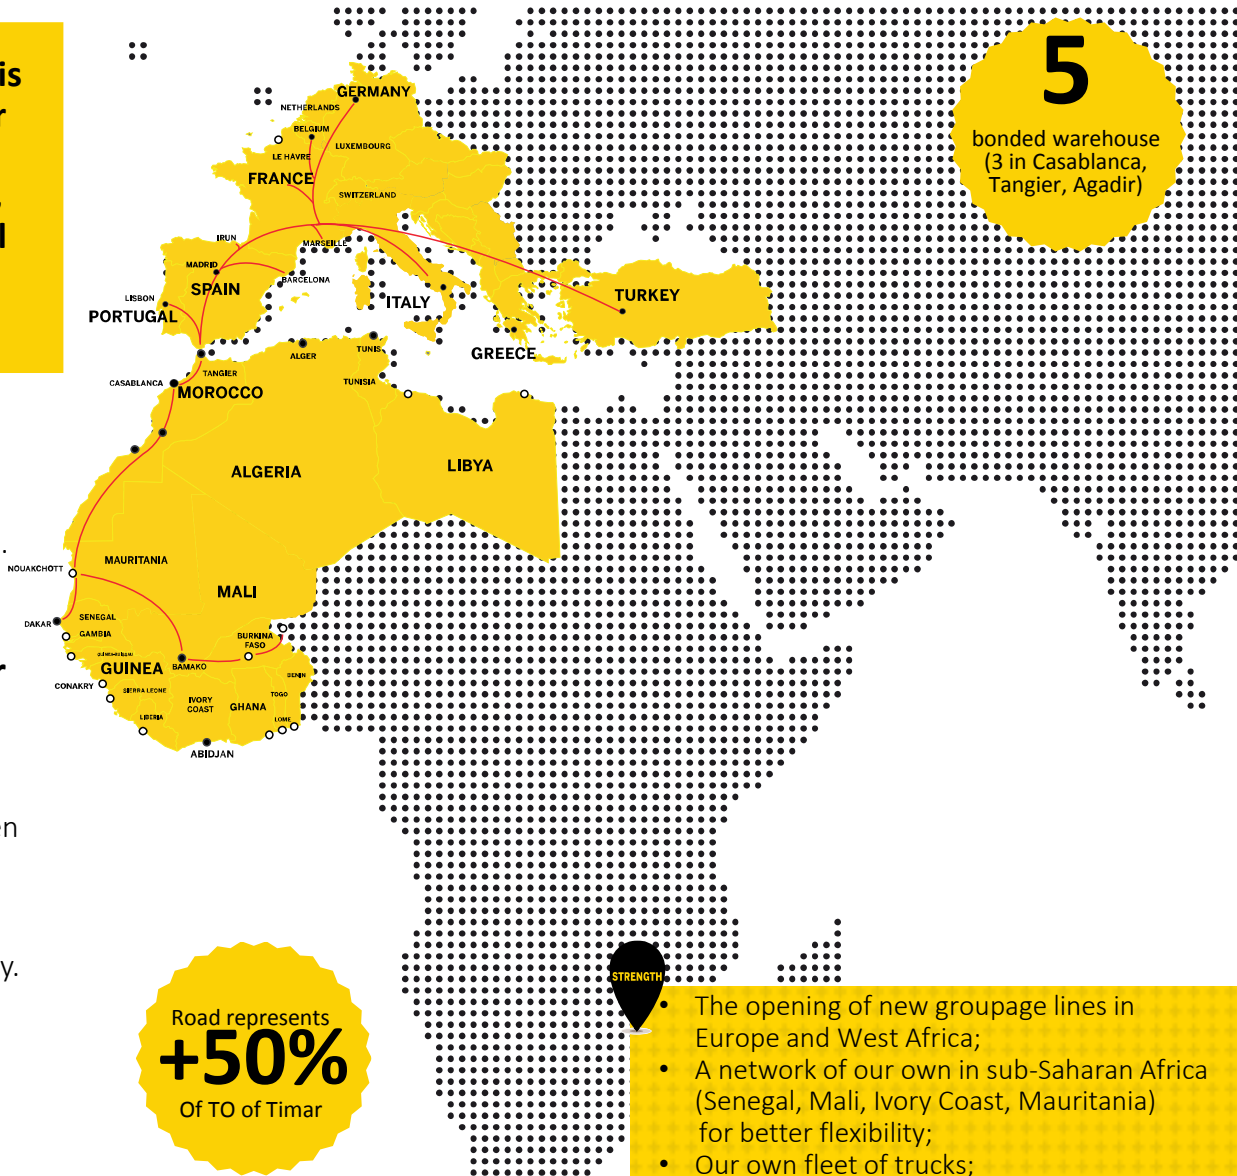 is
r
5
bonded warehouse
(3 in Casablanca,
Tangier, Agadir)
GERMANY
NETHERLANDS
BELGIUM
LUXEMBOURG
LE HAVRE
FRANCE
SWITZERLAND
IRUN
MARSEILLE
MADRID
BARCELONA
SPAIN
LISBON
PORTUGAL
ITALY
TURKEY
GREECE
ALGER
TUNIS
TANGIER
TUNISIA
CASABLANCA
MOROCCO
ALGERIA
LIBYA
MAURITANIA
NOUAKCHOTT
MALI
DAKAR
SENEGAL
GAMBIA
BURKINA
FASO
GUINEA
BAMAKO
BENIN
CONAKRY
SIERRA LEONE
IVORY
COAST
GHANA
TOGO
LIBERIA
LOME
ABIDJAN
r
en
y.
Road represents
+50%
Of TO of Timar
STRENGTH
• The opening of new groupage lines in
Europe and West Africa;
• A network of our own in sub-Saharan Africa
(Senegal, Mali, Ivory Coast, Mauritania)
for better flexibility;
• Our own fleet of trucks;